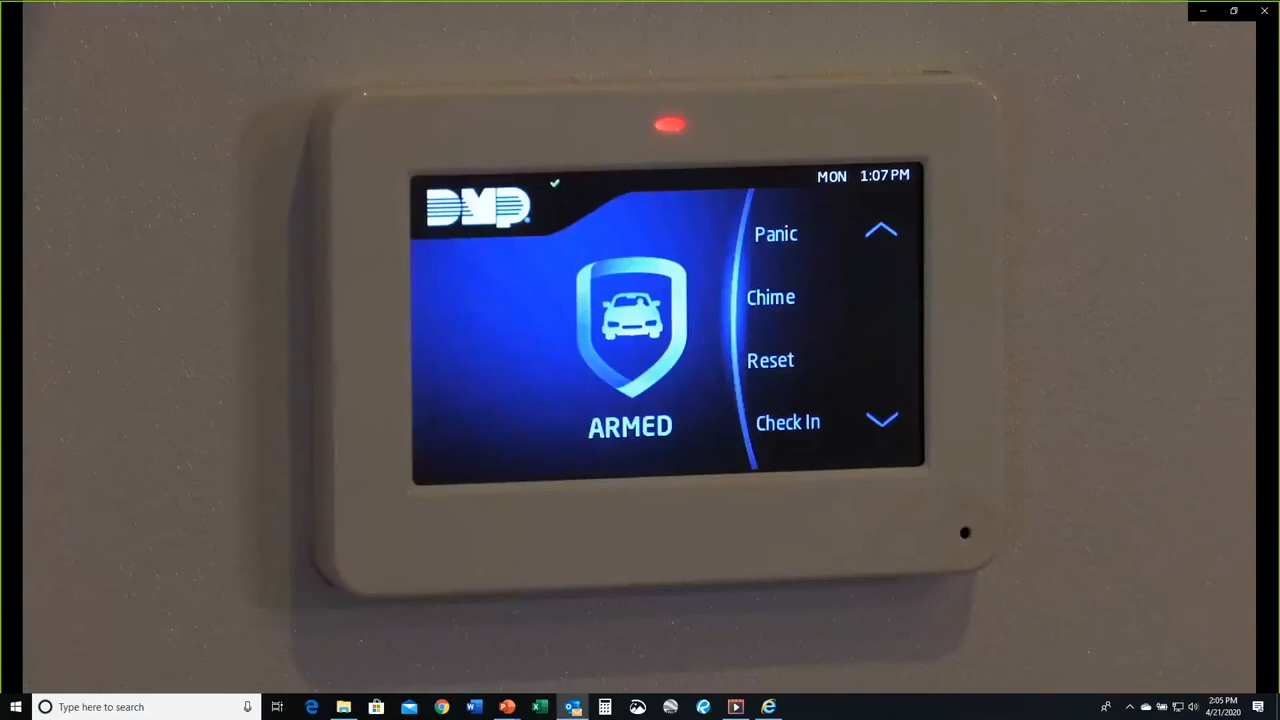 DMP
MON 1:07 PM
Panic
Chime
Reset
Check In
ARMED
Type here to search
2:05 PM
4/21/2020